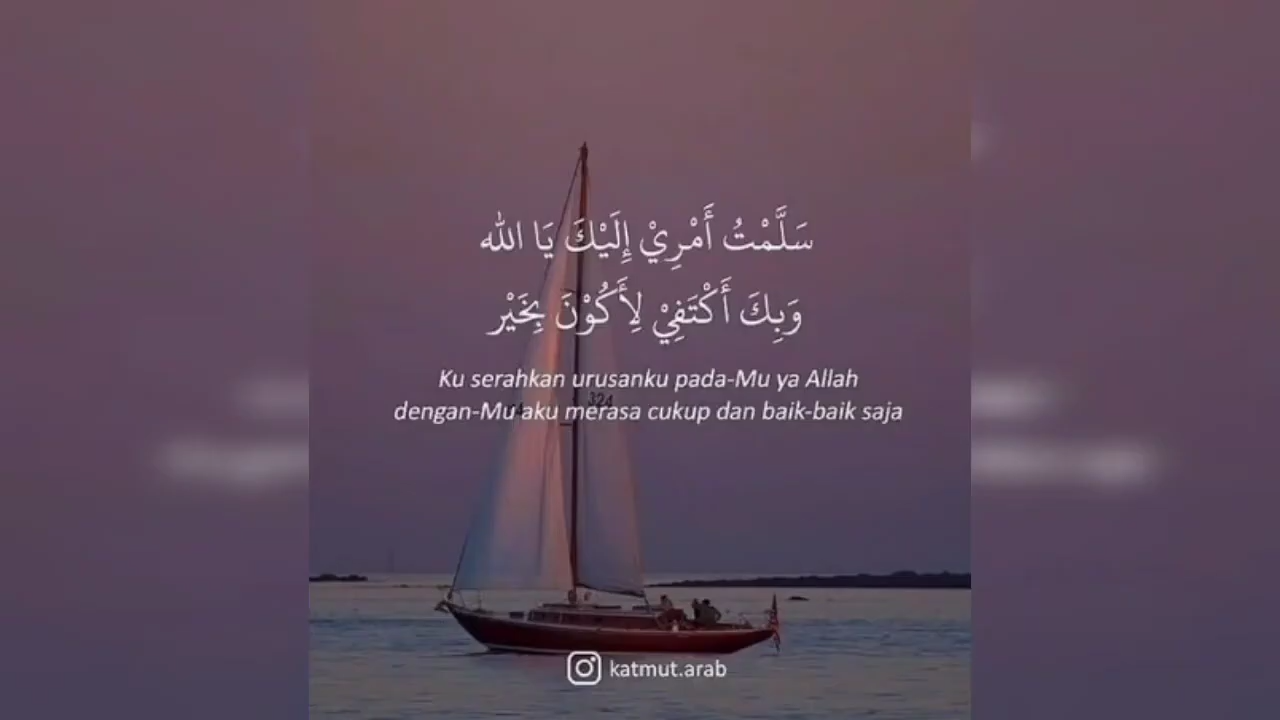 سَلَّمْتُ أَمْرِيْ إِلَيْكَ يَا الله
وَبِكَ أَكْتَفِيْ لِأَكُوْنَ بِخَيْر
Ku serahkan urusanku pada-Mu ya Allah
dengan-Mu aku merasa cukup dan baik-baik saja
324
katmut.arab